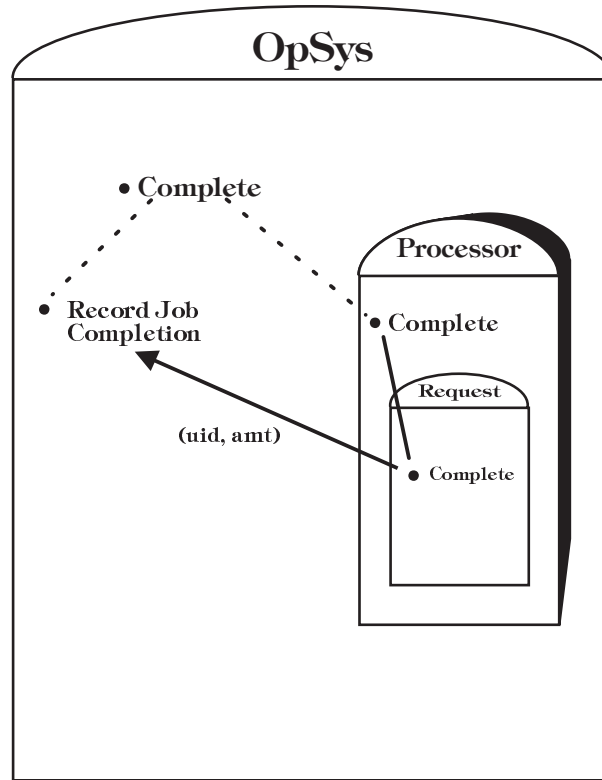 OpSys
Complete
Processor
Record Job
Completion
Complete
Request
(uid, amt)
Complete